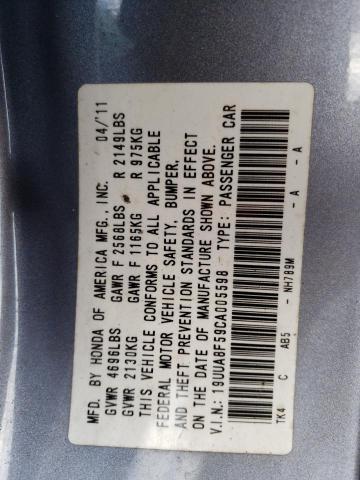 MFD. BY HONDA OF AMERICA MFG., INC. 04/'11
GVWR 4696LBS GAWR F 2568LBS R 2149LBS
GVWR 2130KG GAWR F 1165KG R 975KG
THIS VEHICLE CONFORMS TO ALL APPLICABLE
FEDERAL MOTOR VEHICLE SAFETY, BUMPER,
AND THEFT PREVENTION STANDARDS IN EFFECT
ON THE DATE OF MANUFACTURE SHOWN ABOVE.
V.I.N.: 19UUA8F59CA005598 TYPE: PASSENGER CAR
TK4 C AB5 - NH789M - A - A